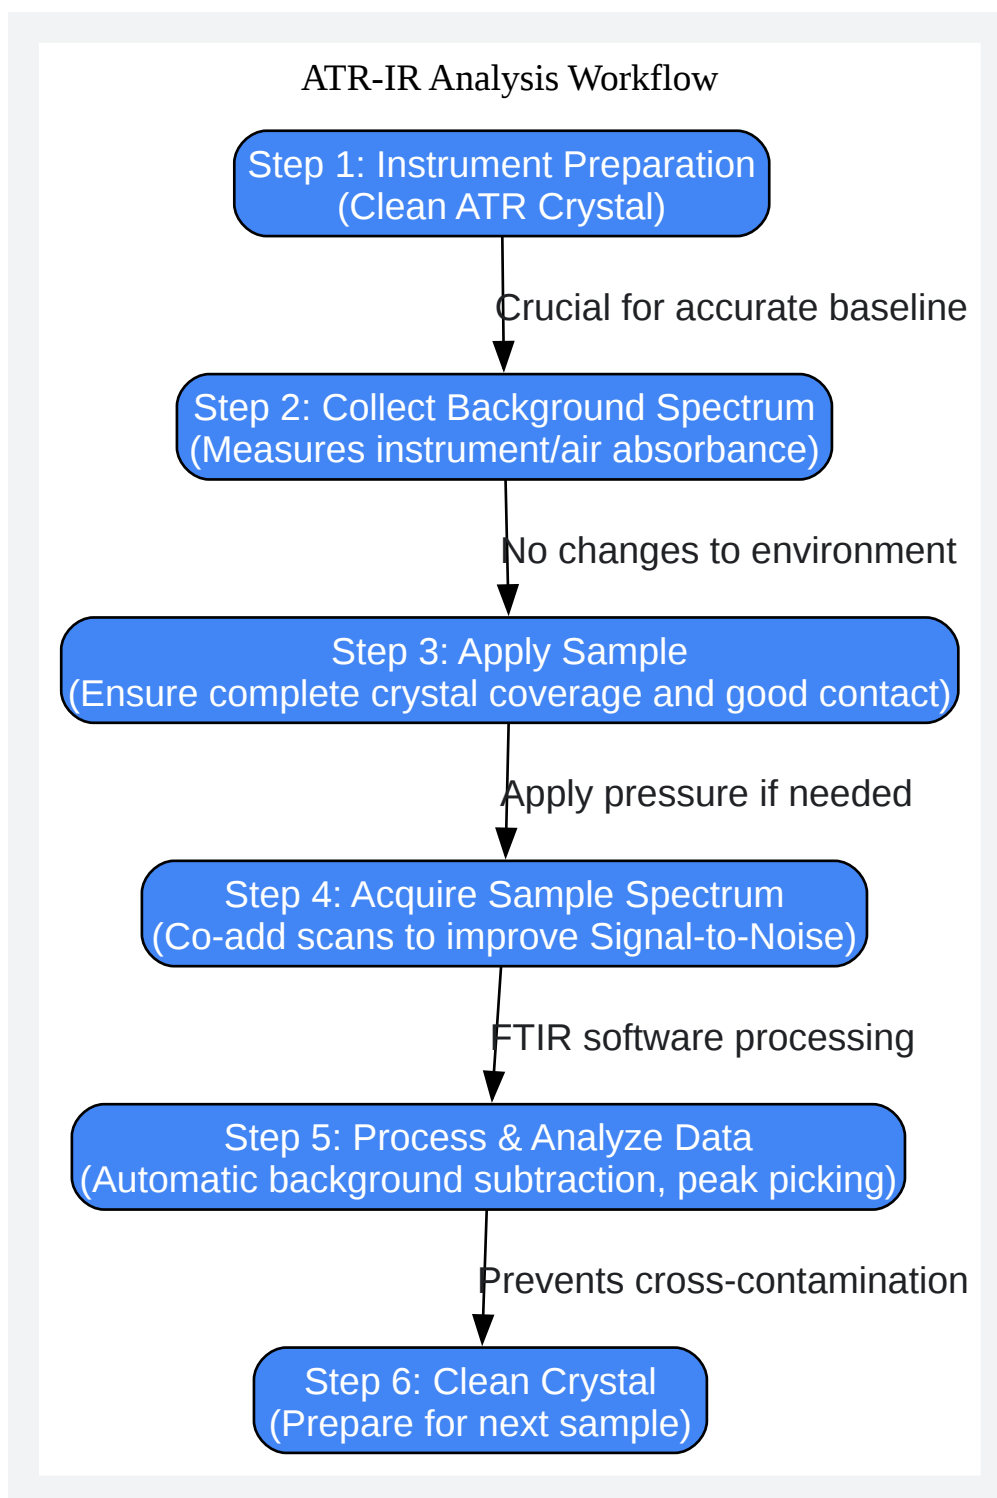 ATR-IR Analysis Workflow
Step 1: Instrument Preparation
(Clean ATR Crystal)
Crucial for accurate baseline
Step 2: Collect Background Spectrum
(Measures instrument/air absorbance)
No changes to environment
Step 3: Apply Sample
(Ensure complete crystal coverage and good contact)
Apply pressure if needed
Step 4: Acquire Sample Spectrum
(Co-add scans to improve Signal-to-Noise)
FTIR software processing
Step 5: Process & Analyze Data
(Automatic background subtraction, peak picking)
Prevents cross-contamination
Step 6: Clean Crystal
(Prepare for next sample)